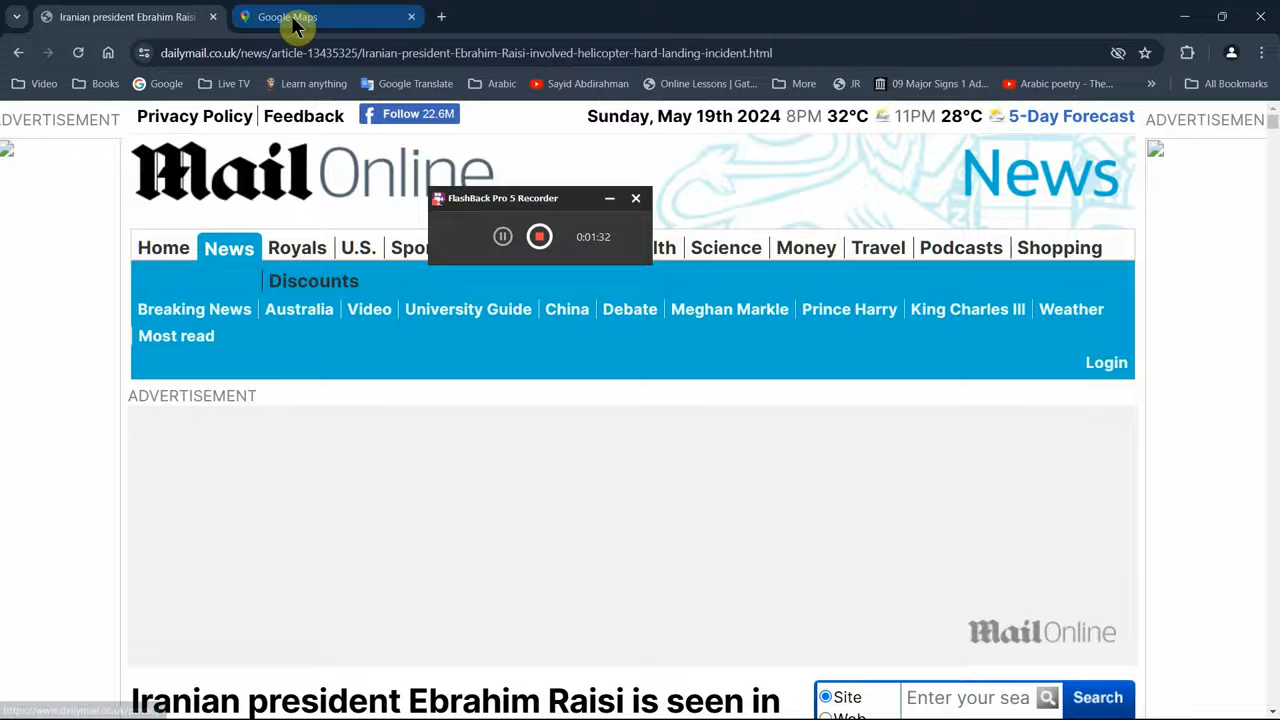 Iranian president Ebrahim Raisi
Google Maps
dailymail.co.uk/news/article-13435325/Iranian-president-Ebrahim-Raisi-involved-helicopter-hard-landing-incident.html
Video Books Google Live TV Learn anything Google Translate Arabic Sayid Abdirahman Online Lessons | Gat... More JR 09 Major Signs 1 Ad... Arabic poetry - The... » All Bookmarks
ADVERTISEMENT
Privacy Policy Feedback Follow 22.6M Sunday, May 19th 2024 8PM 32°C 11PM 28°C 5-Day Forecast
ADVERTISEMEN
Mail Online News
FlashBack Pro 5 Recorder
0:01:32
Home News Royals U.S. Spor lth Science Money Travel Podcasts Shopping
Discounts
Breaking News Australia Video University Guide China Debate Meghan Markle Prince Harry King Charles III Weather
Most read
Login
ADVERTISEMENT
Mail Online
Iranian president Ebrahim Raisi is seen in
Site Enter your sea Search
Web